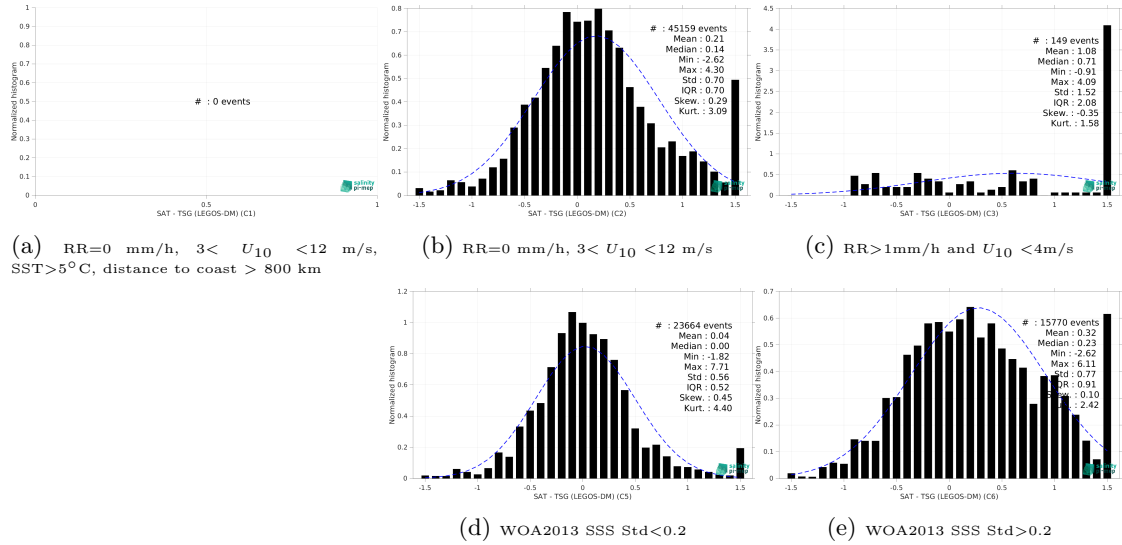 1
0.9
0.8
0.7
0.6
0.5
0.4
0.3
0.2
0.1
0
Normalized histogram
# : 0 events
0 0.5 1
SAT - TSG (LEGOS-DM) (C1)
salinity
pi-mep
(a) RR=0 mm/h, 3< U10 <12 m/s,
SST>5°C, distance to coast > 800 km
0.8
0.7
0.6
0.5
0.4
0.3
0.2
0.1
0
Normalized histogram
# : 45159 events
Mean : 0.21
Median : 0.14
Min : -2.62
Max : 4.30
Std : 0.70
IQR : 0.70
Skew. : 0.29
Kurt. : 3.09
-1.5 -1 -0.5 0 0.5 1 1.5
SAT - TSG (LEGOS-DM) (C2)
salinity
pi-mep
(b) RR=0 mm/h, 3< U10 <12 m/s
4.5
4
3.5
3
2.5
2
1.5
1
0.5
0
Normalized histogram
# : 149 events
Mean : 1.08
Median : 0.71
Min : -0.91
Max : 4.09
Std : 1.52
IQR : 2.08
Skew. : -0.35
Kurt. : 1.58
-1.5 -1 -0.5 0 0.5 1 1.5
SAT - TSG (LEGOS-DM) (C3)
(c) RR>1mm/h and U10 <4m/s
1.2
1
0.8
0.6
0.4
0.2
0
Normalized histogram
# : 23664 events
Mean : 0.04
Median : 0.00
Min : -1.82
Max : 7.71
Std : 0.56
IQR : 0.52
Skew. : 0.45
Kurt. : 4.40
-1.5 -1 -0.5 0 0.5 1 1.5
SAT - TSG (LEGOS-DM) (C5)
(d) WOA2013 SSS Std<0.2
0.7
0.6
0.5
0.4
0.3
0.2
0.1
0
Normalized histogram
# : 15770 events
Mean : 0.32
Median : 0.23
Min : -2.62
Max : 6.11
Std : 0.77
IQR : 0.91
Skew. : 0.10
Kurt. : 2.42
-1.5 -1 -0.5 0 0.5 1 1.5
SAT - TSG (LEGOS-DM) (C6)
(e) WOA2013 SSS Std>0.2